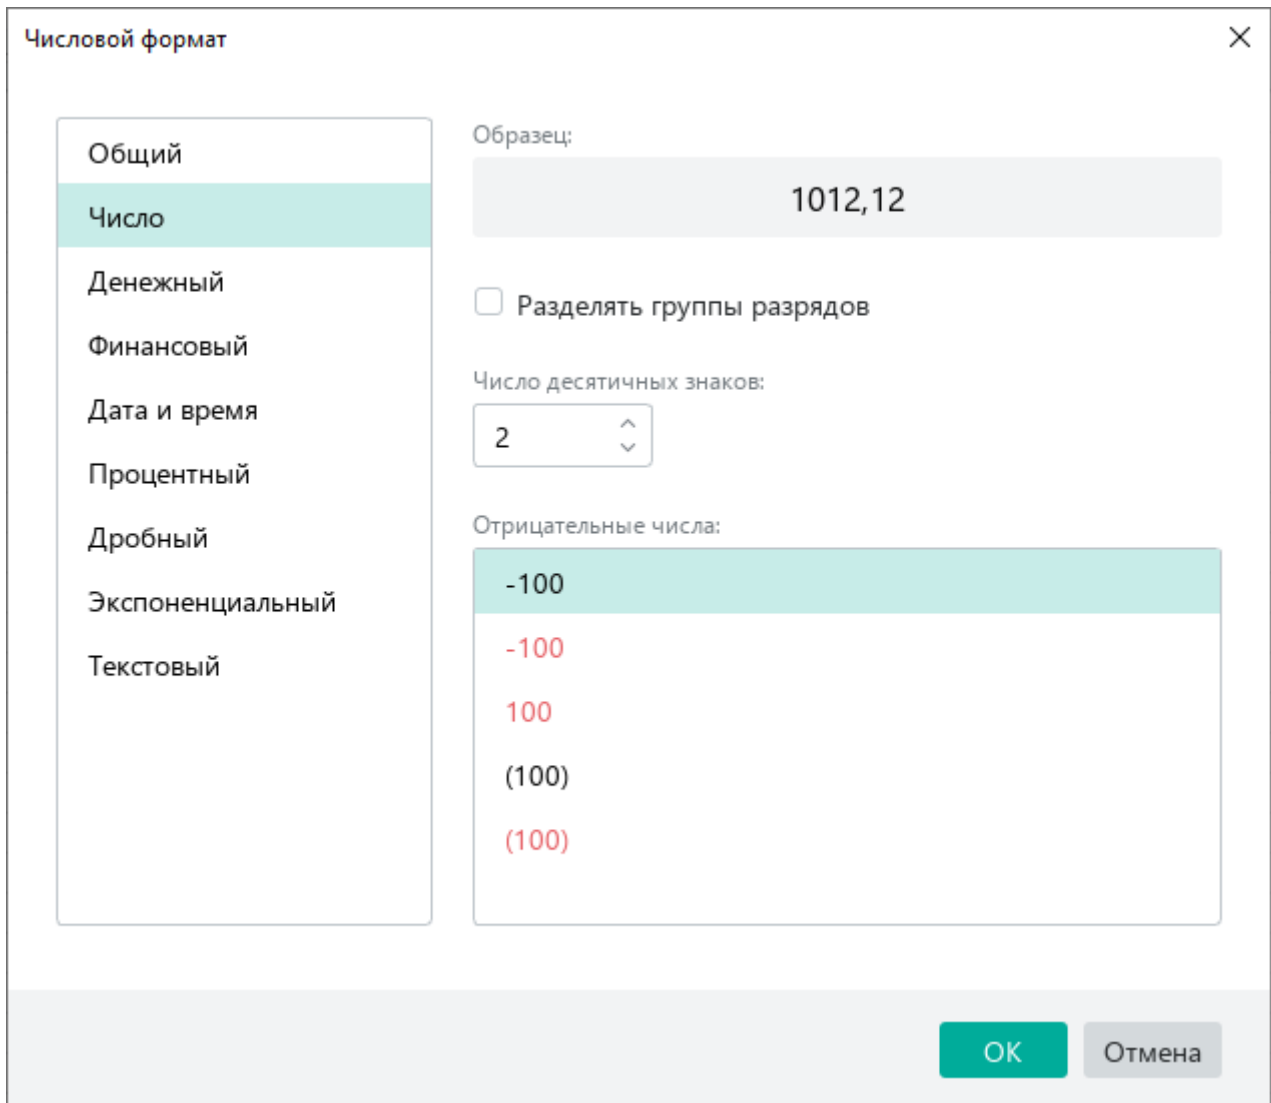 Числовой формат
Общий
Число
Денежный
Финансовый
Дата и время
Процентный
Дробный
Экспоненциальный
Текстовый
Образец:
1012,12
Разделять группы разрядов
Число десятичных знаков:
2
Отрицательные числа:
-100
-100
100
(100)
(100)
ОК
Отмена